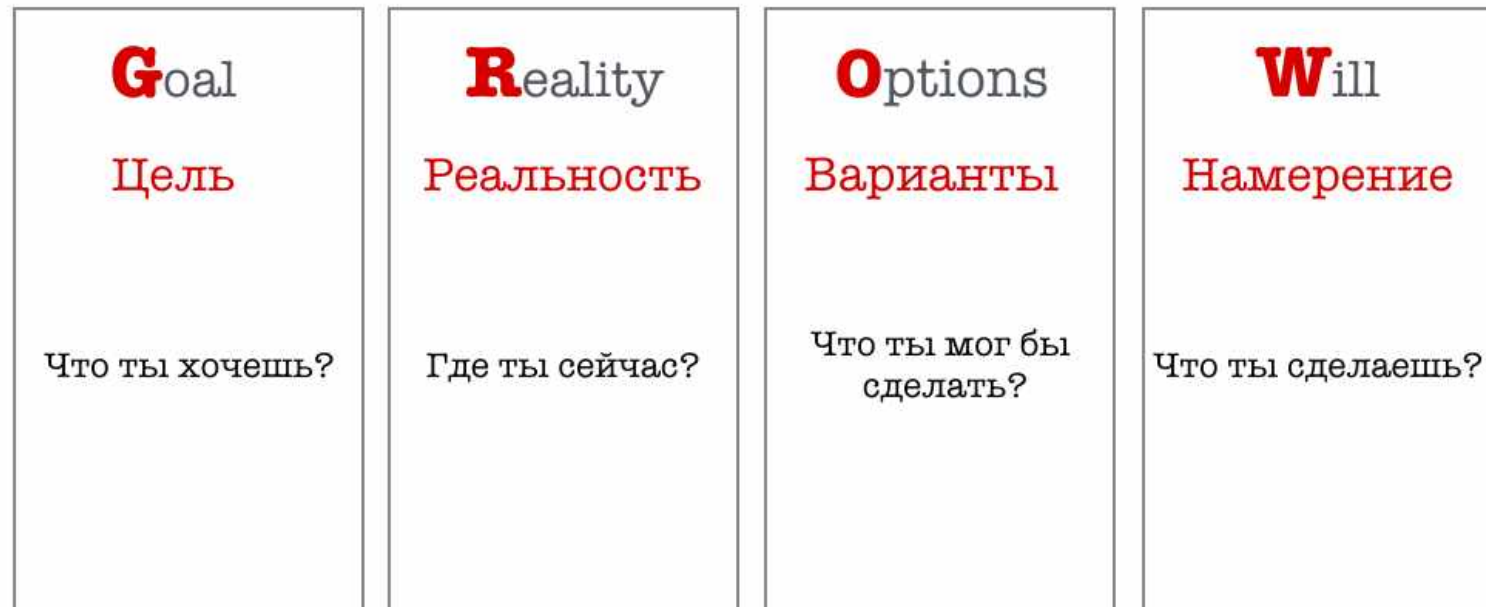 Goal
Цель
Что ты хочешь?
Reality
Реальность
Где ты сейчас?
Options
Варианты
Что ты мог бы
сделать?
Will
Намерение
Что ты сделаешь?